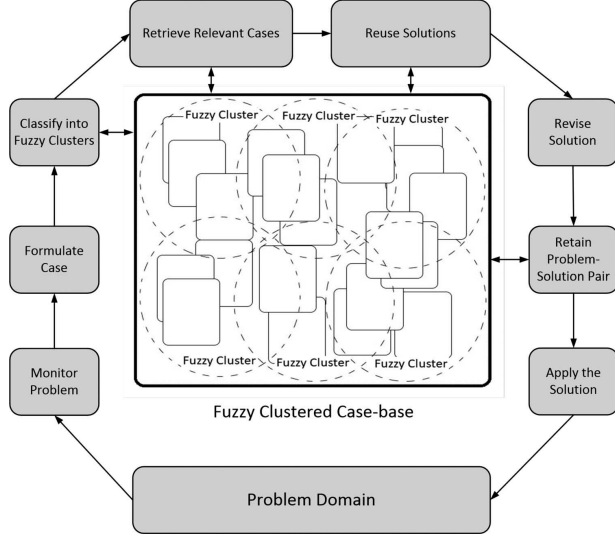 Retrieve Relevant Cases
Reuse Solutions
Classify into
Fuzzy Clusters
Fuzzy Cluster
Fuzzy Cluster
Fuzzy Cluster
Revise
Solution
Formulate
Case
Retain
Problem-
Solution Pair
Monitor
Problem
Fuzzy Cluster
Fuzzy Cluster
Fuzzy Cluster
Apply the
Solution
Fuzzy Clustered Case-base
Problem Domain